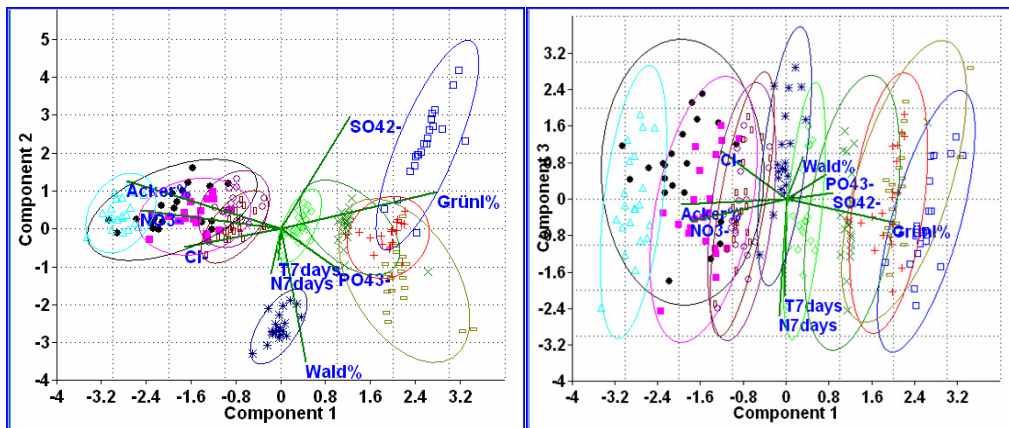 5
4
3
2
1
0
-1
-2
-3
-4
Component 2
SO42-
Acker%
NO3-
Cl-
Grünl%
T7days
N7days
PO43-
Wald%
-4 -3.2 -2.4 -1.6 -0.8 0 0.8 1.6 2.4 3.2
Component 1
3.2
2.4
1.6
0.8
0
-0.8
-1.6
-2.4
-3.2
Component 3
Cl-
Wald%
PO43-
SO42-
Acker%
NO3-
Grünl%
T7days
N7days
-4 -3.2 -2.4 -1.6 -0.8 0 0.8 1.6 2.4 3.2
Component 1